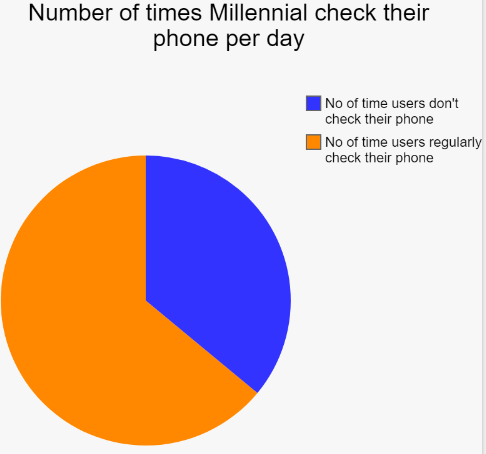 Number of times Millennial check their
phone per day
No of time users don't
check their phone
No of time users regularly
check their phone